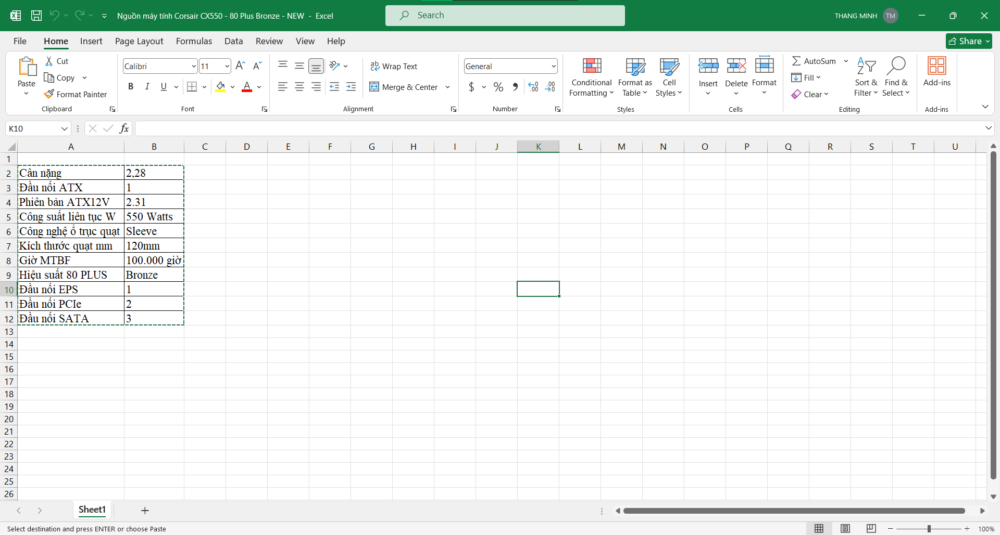 Nguồn máy tính Corsair CX550 - 80 Plus Bronze - NEW - Excel
Search
THANG MINH
TM
File
Home
Insert
Page Layout
Formulas
Data
Review
View
Help
Share
Paste
Cut
Copy
Format Painter
Clipboard
Calibri
11
B I U
Font
Wrap Text
Merge & Center
Alignment
General
Number
Conditional Formatting
Format as Table
Cell Styles
Styles
Insert
Delete
Format
Cells
AutoSum
Fill
Clear
Sort & Filter
Find & Select
Editing
Add-ins
Add-ins
K10
fx
A B C D E F G H I J K L M N O P Q R S T U
1
2 Cân nặng 2,28
3 Đầu nối ATX 1
4 Phiên bản ATX12V 2.31
5 Công suất liên tục W 550 Watts
6 Công nghệ ổ trục quạt Sleeve
7 Kích thước quạt mm 120mm
8 Giờ MTBF 100.000 giờ
9 Hiệu suất 80 PLUS Bronze
10 Đầu nối EPS 1
11 Đầu nối PCIe 2
12 Đầu nối SATA 3
13
14
15
16
17
18
19
20
21
22
23
24
25
26
Sheet1
Select destination and press ENTER or choose Paste
100%